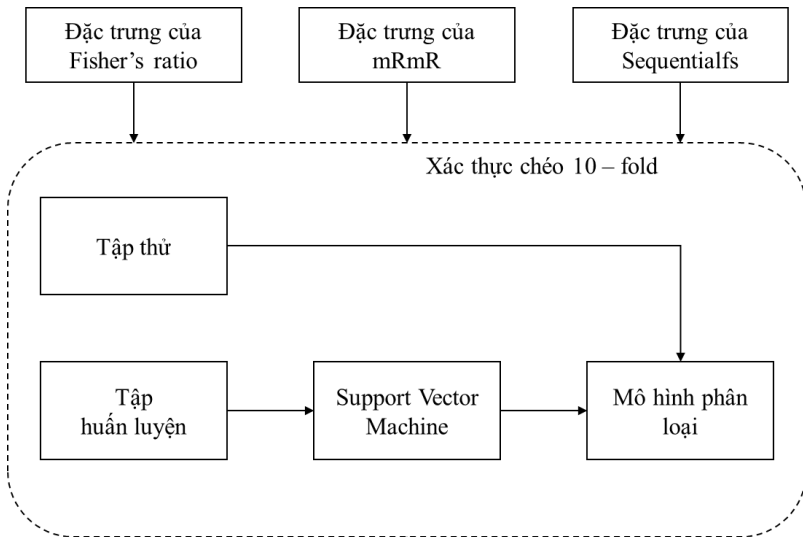 Đặc trưng của
Fisher's ratio
Đặc trưng của
mRmR
Đặc trưng của
Sequentialfs
Xác thực chéo 10 – fold
Tập thử
Tập
huấn luyện
Support Vector
Machine
Mô hình phân
loại